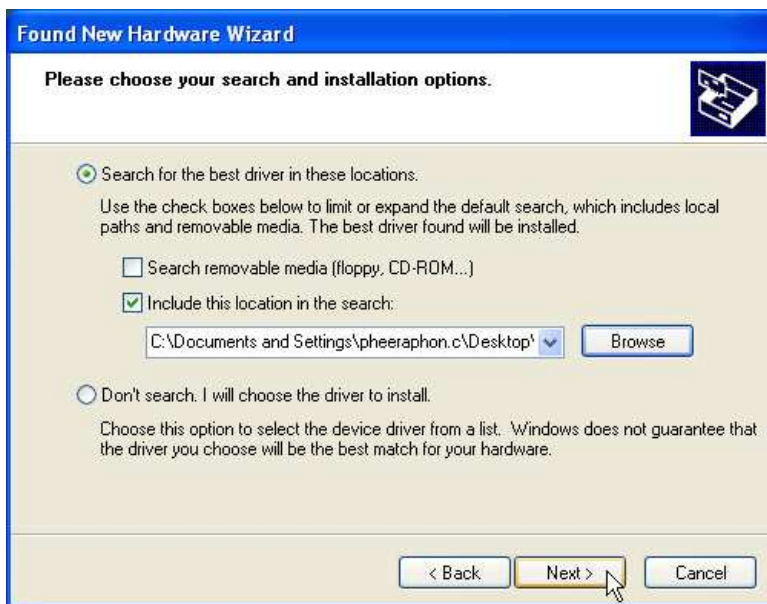 Found New Hardware Wizard
Please choose your search and installation options.
Search for the best driver in these locations.
Use the check boxes below to limit or expand the default search, which includes local
paths and removable media. The best driver found will be installed.
Search removable media (floppy, CD-ROM...)
Include this location in the search:
C:\Documents and Settings\pheeraphon.c\Desktop\
Browse
Don't search. I will choose the driver to install.
Choose this option to select the device driver from a list. Windows does not guarantee that
the driver you choose will be the best match for your hardware.
< Back Next > Cancel